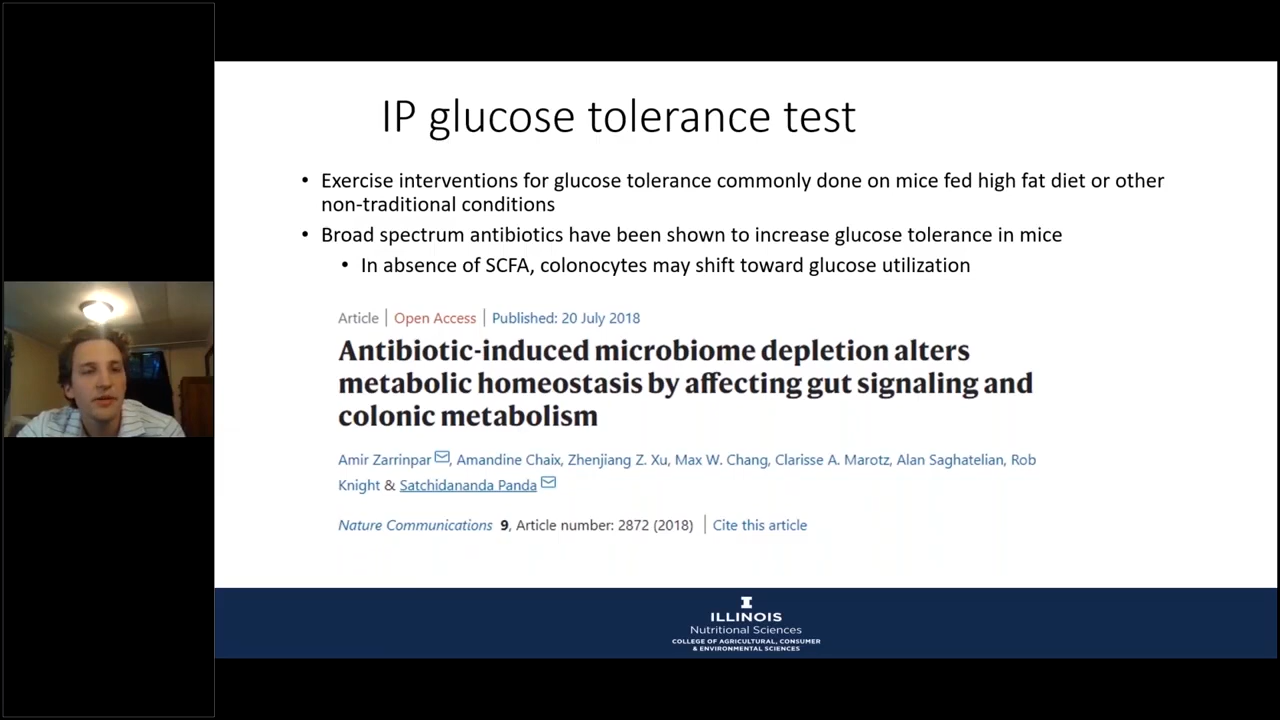 IP glucose tolerance test
• Exercise interventions for glucose tolerance commonly done on mice fed high fat diet or other
non-traditional conditions
• Broad spectrum antibiotics have been shown to increase glucose tolerance in mice
• In absence of SCFA, colonocytes may shift toward glucose utilization
Article | Open Access | Published: 20 July 2018
Antibiotic-induced microbiome depletion alters
metabolic homeostasis by affecting gut signaling and
colonic metabolism
Amir Zarrinpar, Amandine Chaix, Zhenjiang Z. Xu, Max W. Chang, Clarisse A. Marotz, Alan Saghatelian, Rob
Knight & Satchidananda Panda
Nature Communications 9, Article number: 2872 (2018) | Cite this article
I
ILLINOIS
Nutritional Sciences
COLLEGE OF AGRICULTURAL, CONSUMER
& ENVIRONMENTAL SCIENCES